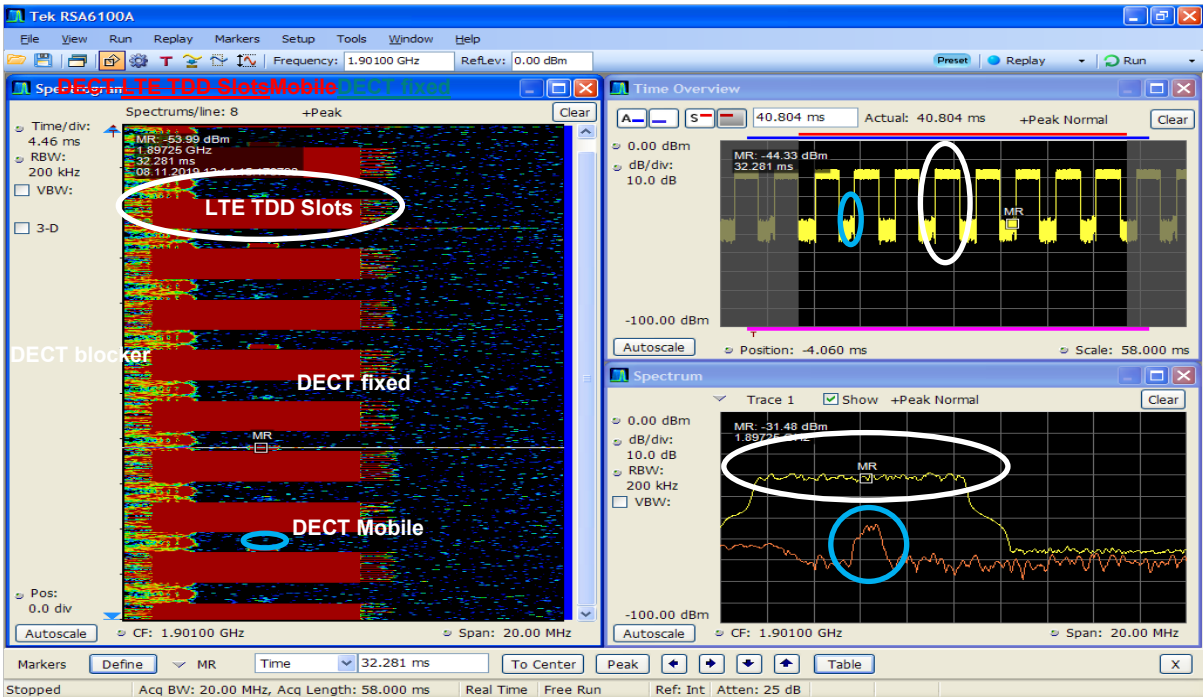 Tek RSA6100A
File View Run Replay Markers Setup Tools Window Help
T Frequency: 1.90100 GHz RefLev: 0.00 dBm Preset Replay Run
DECT LTE TDD SlotsMobileDECT fixed
Spectrogram
Spectrums/line: 8 +Peak Clear
Time/div:
4.46 ms
RBW:
200 kHz
VBW:
3-D
MR: -53.99 dBm
1.89725 GHz
32.281 ms
LTE TDD Slots
DECT blocker
DECT fixed
MR
DECT Mobile
Pos:
0.0 div
Autoscale CF: 1.90100 GHz Span: 20.00 MHz
Time Overview
A S 40.804 ms Actual: 40.804 ms +Peak Normal Clear
0.00 dBm
dB/div:
10.0 dB
MR: -44.33 dBm
32.281 ms
MR
-100.00 dBm
T
Autoscale Position: -4.060 ms Scale: 58.000 ms
Spectrum
Trace 1 Show +Peak Normal Clear
0.00 dBm
dB/div:
10.0 dB
RBW:
200 kHz
VBW:
MR: -31.48 dBm
1.89725 GHz
MR
-100.00 dBm
Autoscale CF: 1.90100 GHz Span: 20.00 MHz
Markers Define MR Time 32.281 ms To Center Peak Table X
Stopped Acq BW: 20.00 MHz, Acq Length: 58.000 ms Real Time Free Run Ref: Int Atten: 25 dB